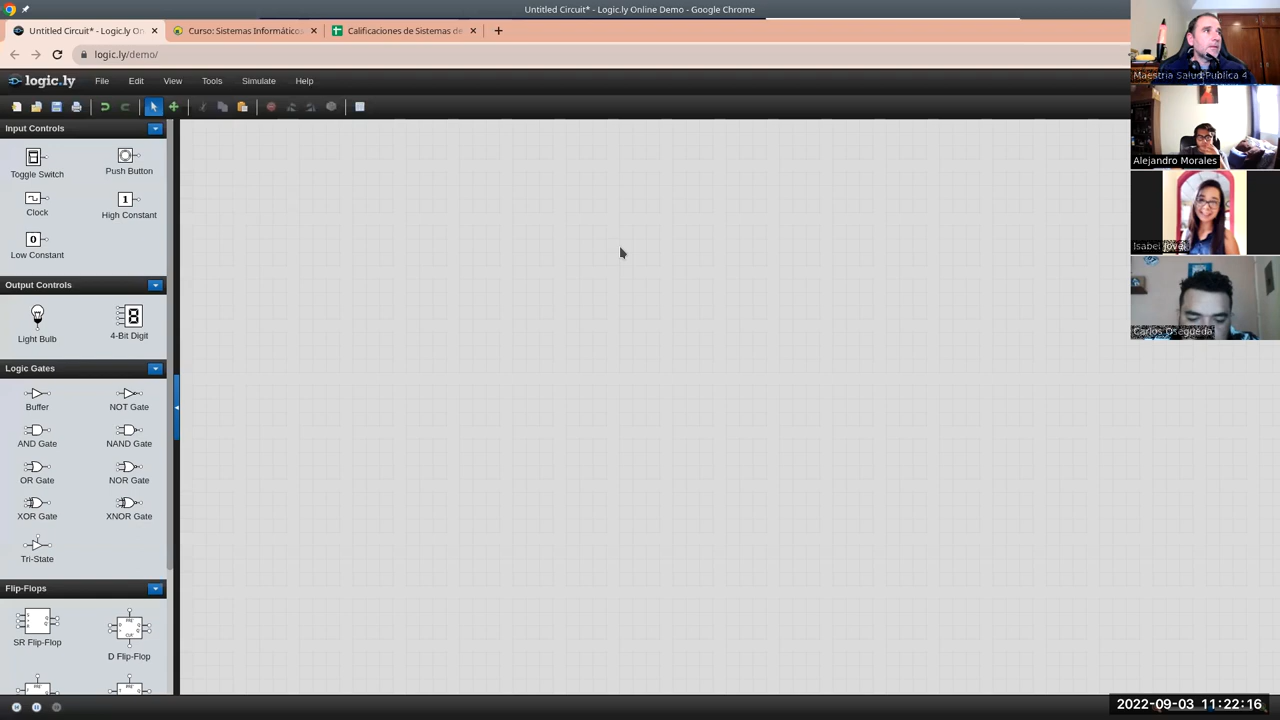 Untitled Circuit* - Logic.ly Online Demo - Google Chrome
Untitled Circuit* - Logic.ly On
Curso: Sistemas Informáticos
Calificaciones de Sistemas de
logic.ly/demo/
logic.ly
File Edit View Tools Simulate Help
Input Controls
Toggle Switch
Push Button
Clock
1
High Constant
0
Low Constant
Output Controls
Light Bulb
8
4-Bit Digit
Logic Gates
Buffer
NOT Gate
AND Gate
NAND Gate
OR Gate
NOR Gate
XOR Gate
XNOR Gate
Tri-State
Flip-Flops
SR Flip-Flop
D Flip-Flop
Maestria Salud Publica 4
Alejandro Morales
Isabel Jovel
Carlos Osegueda
2022-09-03 11:22:16